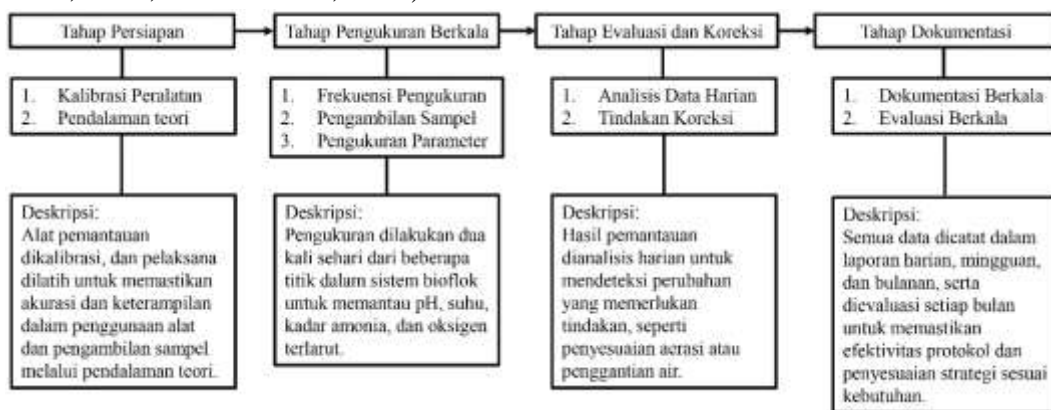 Tahap Persiapan
Tahap Pengukuran Berkala
Tahap Evaluasi dan Koreksi
Tahap Dokumentasi
1. Kalibrasi Peralatan
2. Pendalaman teori
1. Frekuensi Pengukuran
2. Pengambilan Sampel
3. Pengukuran Parameter
1. Analisis Data Harian
2. Tindakan Koreksi
1. Dokumentasi Berkala
2. Evaluasi Berkala
Deskripsi:
Alat pemantauan
dikalibrasi, dan pelaksana
dilatih untuk memastikan
akurasi dan keterampilan
dalam penggunaan alat
dan pengambilan sampel
melalui pendalaman teori.
Deskripsi:
Pengukuran dilakukan dua
kali sehari dari beberapa
titik dalam sistem bioflok
untuk memantau pH, suhu,
kadar amonia, dan oksigen
terlarut.
Deskripsi:
Hasil pemantauan
dianalisis harian untuk
mendeteksi perubahan
yang memerlukan
tindakan, seperti
penyesuaian aerasi atau
penggantian air.
Deskripsi:
Semua data dicatat dalam
laporan harian, mingguan,
dan bulanan, serta
dievaluasi setiap bulan
untuk memastikan
efektivitas protokol dan
penyesuaian strategi sesuai
kebutuhan.